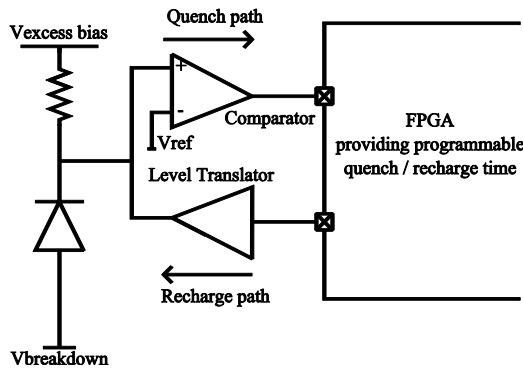 Quench path
Vexcess bias
+
-
Comparator
Vref
Level Translator
Recharge path
Vbreakdown
FPGA
providing programmable
quench / recharge time